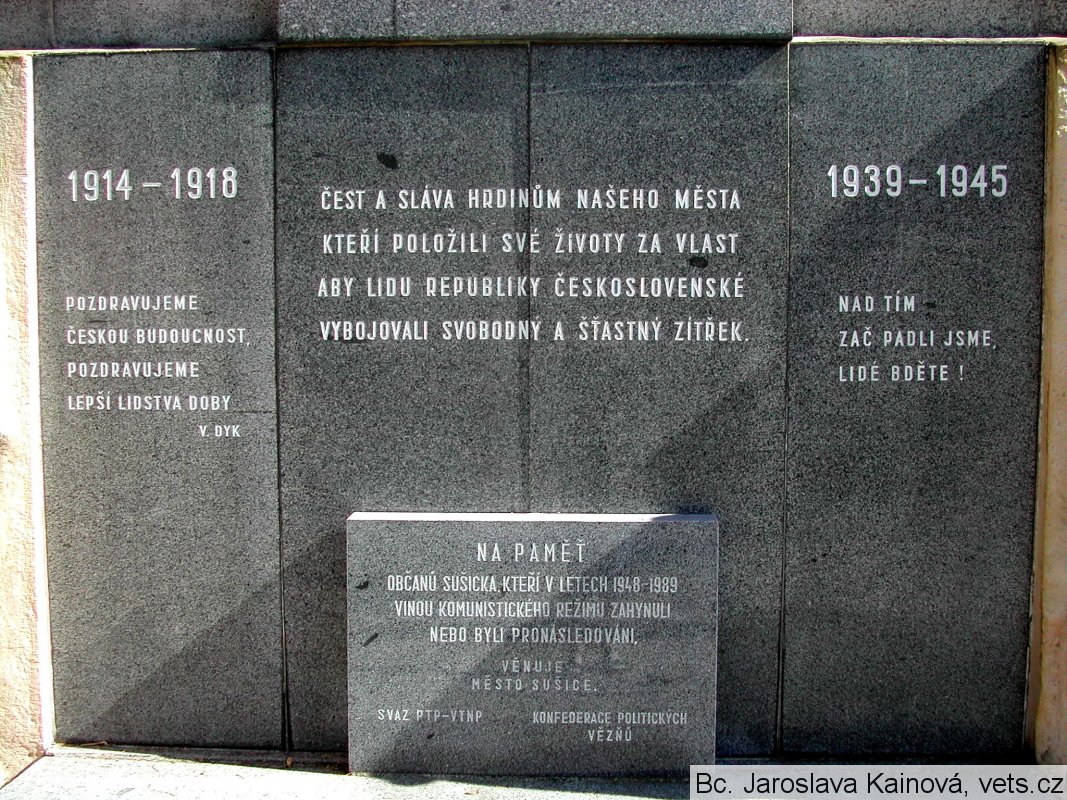 1914 – 1918
POZDRAVUJEME
ČESKOU BUDOUCNOST,
POZDRAVUJEME
LEPŠÍ LIDSTVA DOBY
V. DYK
ČEST A SLÁVA HRDINŮM NAŠEHO MĚSTA
KTEŘÍ POLOŽILI SVÉ ŽIVOTY ZA VLAST
ABY LIDU REPUBLIKY ČESKOSLOVENSKÉ
VYBOJOVALI SVOBODNÝ A ŠŤASTNÝ ZÍTŘEK.
1939 – 1945
NAD TÍM
ZAČ PADLI JSME,
LIDÉ BDĚTE !
NA PAMĚŤ
OBČANŮ SUŠICKA, KTEŘÍ V LETECH 1948-1989
VINOU KOMUNISTICKÉHO REŽIMU ZAHYNULI
NEBO BYLI PRONÁSLEDOVÁNI,
VĚNUJE
MĚSTO SUŠICE.
SVAZ PTP-VTNP
KONFEDERACE POLITICKÝCH
VĚZŇŮ
Bc. Jaroslava Kainová, vets.cz